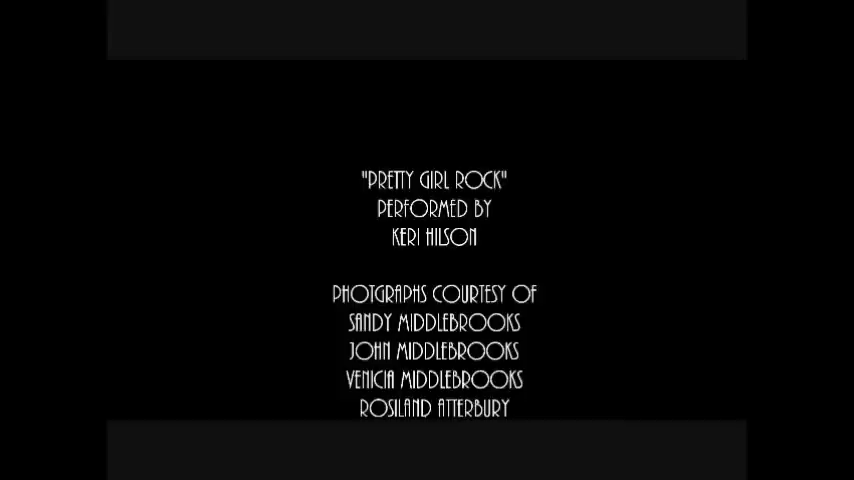 "PRETTY GIRL ROCK"
PERFORMED BY
KERI HILSON
PHOTGRAPHS COURTESY OF
SANDY MIDDLEBROOKS
JOHN MIDDLEBROOKS
VENICIA MIDDLEBROOKS
ROSILAND ATTERBURY